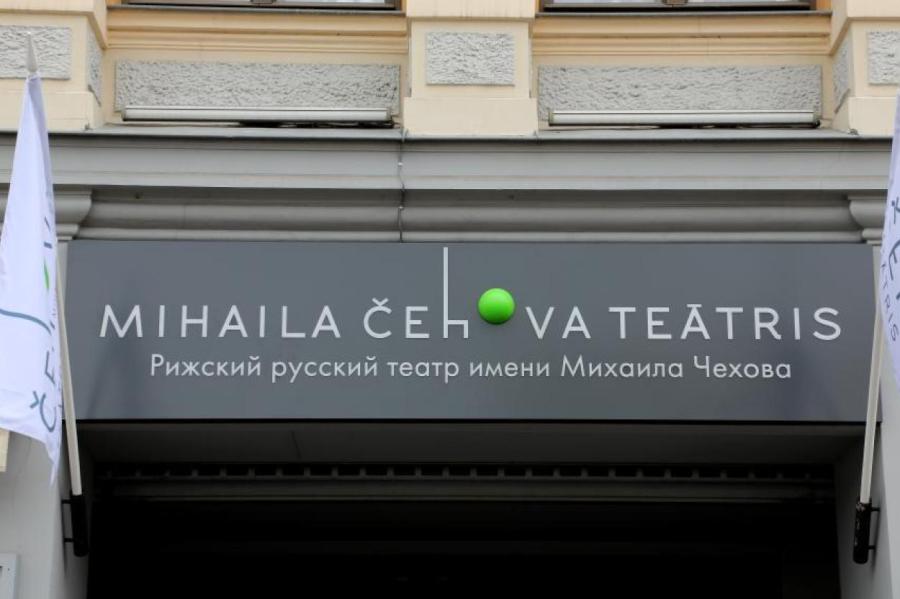 MIHAILA ČEhOVA TEĀTRIS
Рижский русский театр имени Михаила Чехова